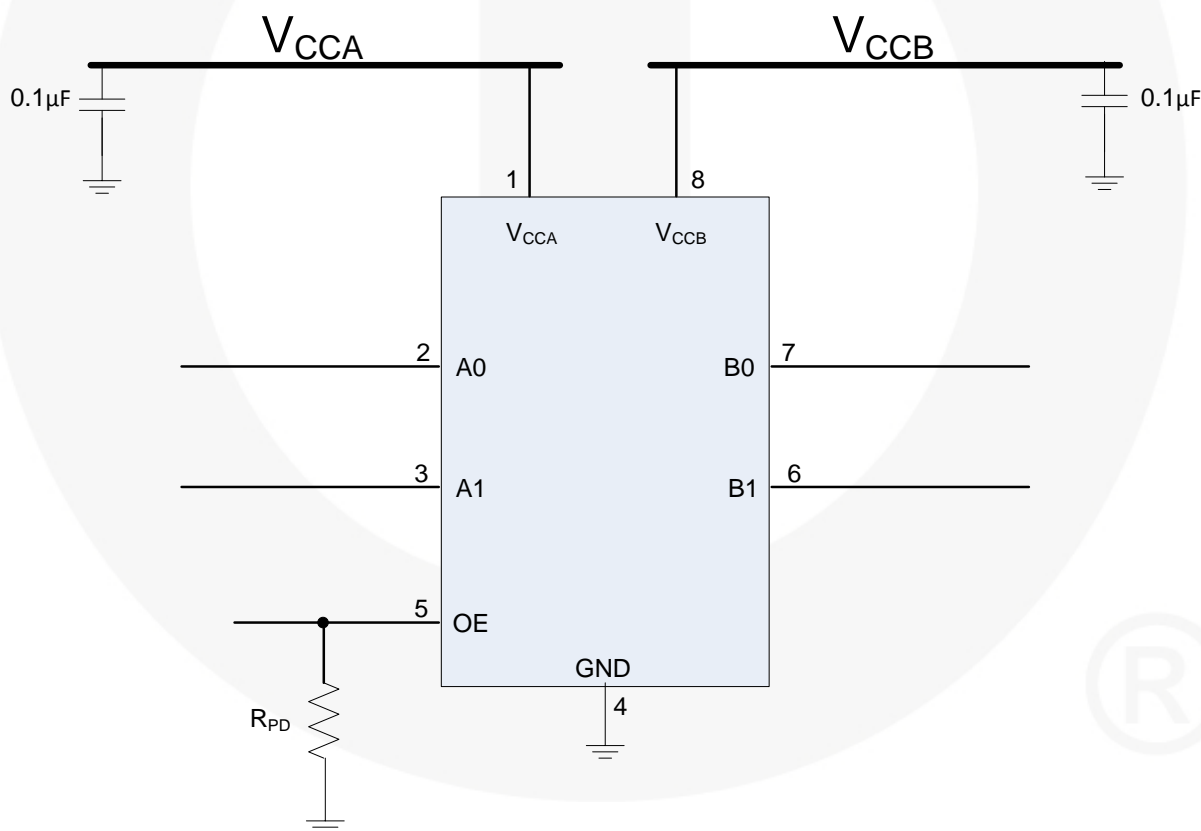 VCCA VCCB
0.1µF 0.1µF
1 8
VCCA VCCB
2 A0 B0 7
3 A1 B1 6
5 OE
GND
4
RPD
®